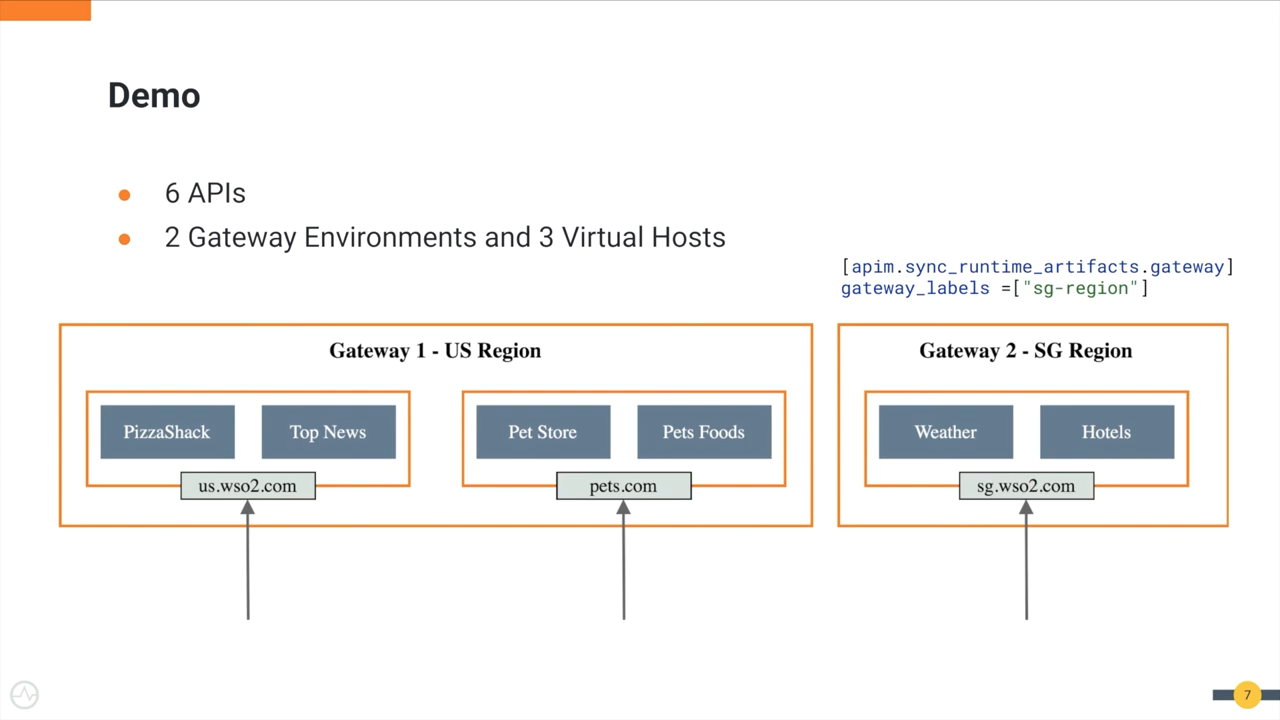 Demo
6 APIs
2 Gateway Environments and 3 Virtual Hosts
[apim.sync_runtime_artifacts.gateway]
gateway_labels =["sg-region"]
Gateway 1 - US Region
PizzaShack
Top News
us.wso2.com
Pet Store
Pets Foods
pets.com
Gateway 2 - SG Region
Weather
Hotels
sg.wso2.com
7